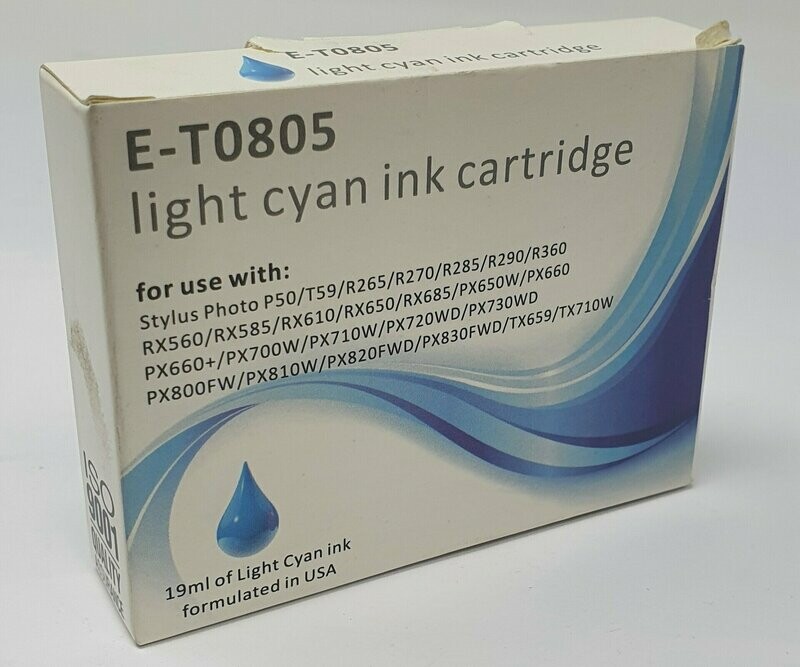 E-T0805
light cyan ink cartridge
E-T0805
light cyan ink cartridge
for use with:
Stylus Photo P50/T59/R265/R270/R285/R290/R360
RX560/RX585/RX610/RX650/RX685/PX650W/PX660
PX660+/PX700W/PX710W/PX720WD/PX730WD
PX800FW/PX810W/PX820FWD/PX830FWD/TX659/TX710W
19ml of Light Cyan ink
formulated in USA
ISO
9001
QUALITY